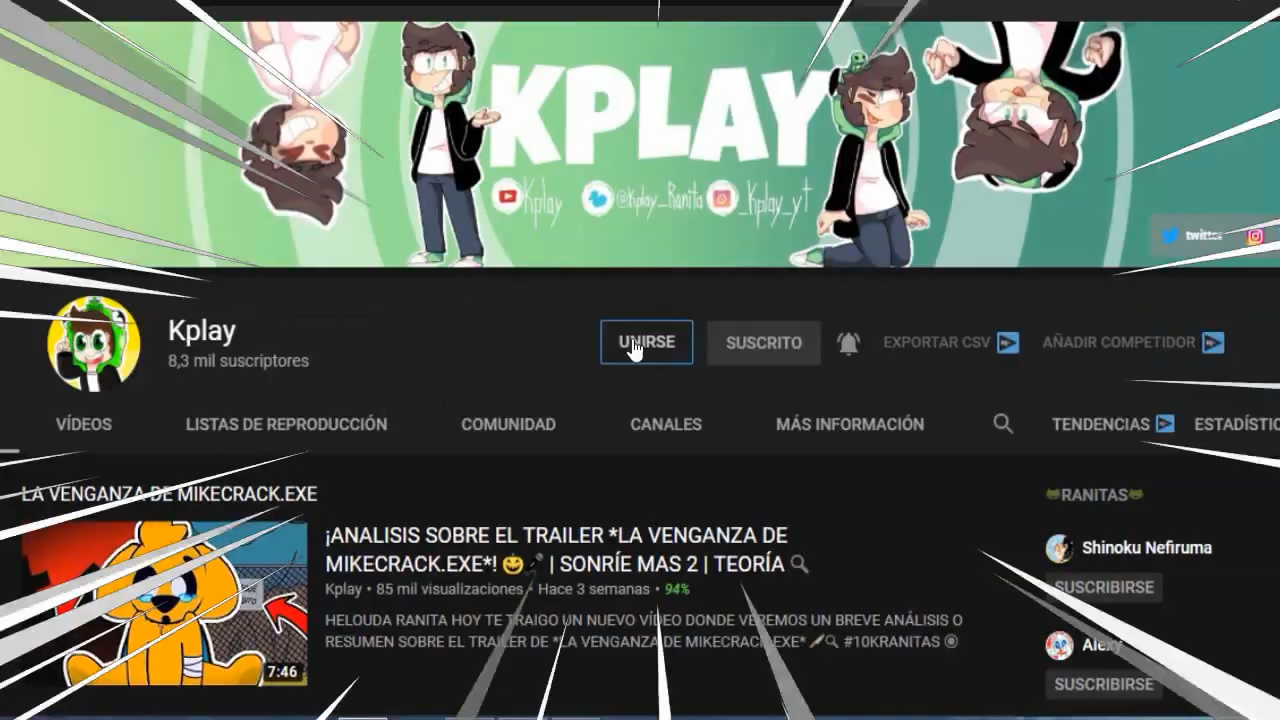 KPLAY
Kplay @Kplay_Ranita _Kplay_yt
twitter
Kplay
8,3 mil suscriptores
UNIRSE
SUSCRITO
EXPORTAR CSV
AÑADIR COMPETIDOR
VÍDEOS
LISTAS DE REPRODUCCIÓN
COMUNIDAD
CANALES
MÁS INFORMACIÓN
TENDENCIAS
ESTADÍSTIC
LA VENGANZA DE MIKECRACK.EXE
¡ANALISIS SOBRE EL TRAILER *LA VENGANZA DE
MIKECRACK.EXE*! 🎃🎤 | SONRÍE MAS 2 | TEORÍA 🔍
Kplay • 85 mil visualizaciones • Hace 3 semanas • 94%
HELOUDA RANITA HOY TE TRAIGO UN NUEVO VÍDEO DONDE VEREMOS UN BREVE ANÁLISIS O
RESUMEN SOBRE EL TRAILER DE *LA VENGANZA DE MIKECRACK.EXE* 🔍 #10KRANITAS
7:46
🐸RANITAS🐸
Shinoku Nefiruma
SUSCRIBIRSE
Alexy
SUSCRIBIRSE